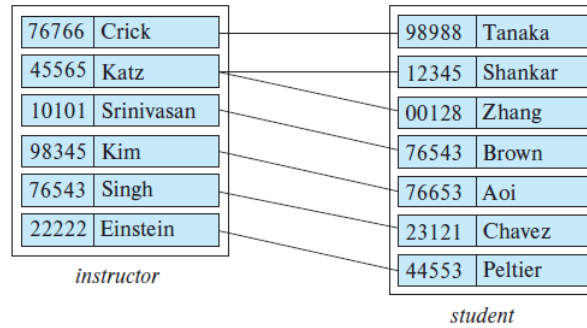 76766 Crick
45565 Katz
10101 Srinivasan
98345 Kim
76543 Singh
22222 Einstein
instructor
98988 Tanaka
12345 Shankar
00128 Zhang
76543 Brown
76653 Aoi
23121 Chavez
44553 Peltier
student